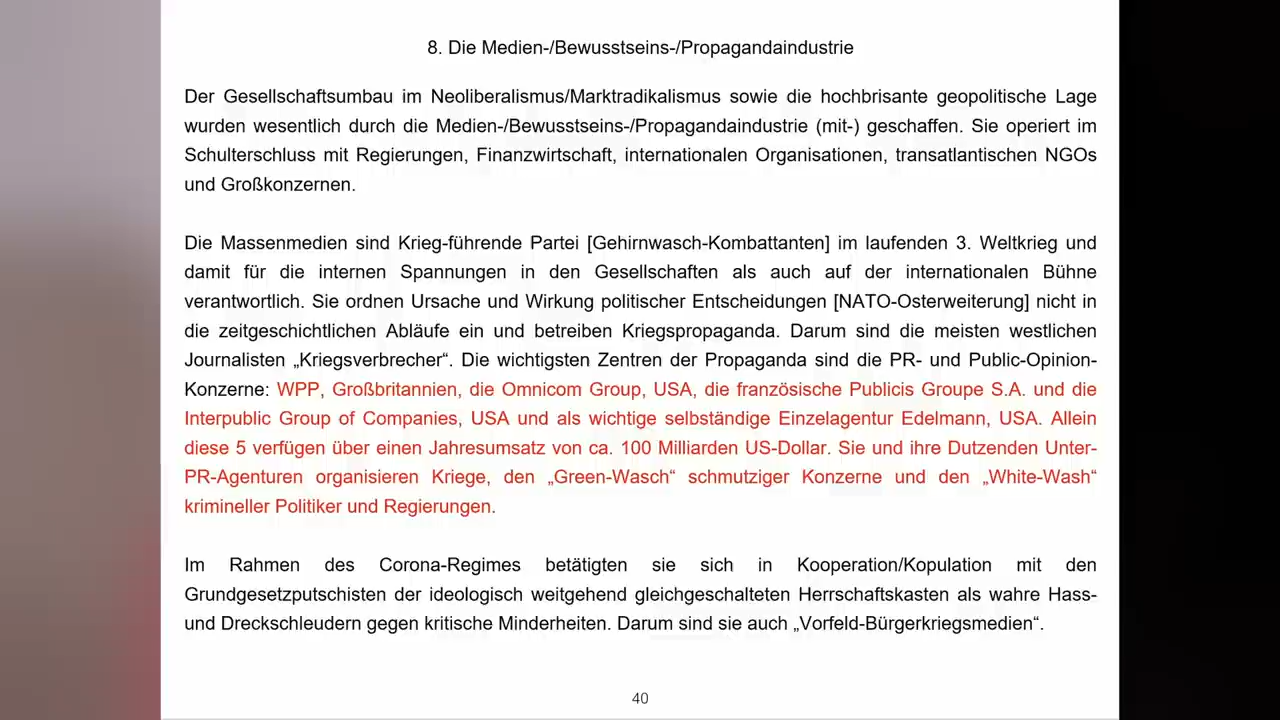 8. Die Medien-/Bewusstseins-/Propagandaindustrie
Der Gesellschaftsumbau im Neoliberalismus/Marktradikalismus sowie die hochbrisante geopolitische Lage
wurden wesentlich durch die Medien-/Bewusstseins-/Propagandaindustrie (mit-) geschaffen. Sie operiert im
Schulterschluss mit Regierungen, Finanzwirtschaft, internationalen Organisationen, transatlantischen NGOs
und Großkonzernen.
Die Massenmedien sind Krieg-führende Partei [Gehirnwasch-Kombattanten] im laufenden 3. Weltkrieg und
damit für die internen Spannungen in den Gesellschaften als auch auf der internationalen Bühne
verantwortlich. Sie ordnen Ursache und Wirkung politischer Entscheidungen [NATO-Osterweiterung] nicht in
die zeitgeschichtlichen Abläufe ein und betreiben Kriegspropaganda. Darum sind die meisten westlichen
Journalisten „Kriegsverbrecher“. Die wichtigsten Zentren der Propaganda sind die PR- und Public-Opinion-
Konzerne: WPP, Großbritannien, die Omnicom Group, USA, die französische Publicis Groupe S.A. und die
Interpublic Group of Companies, USA und als wichtige selbständige Einzelagentur Edelmann, USA. Allein
diese 5 verfügen über einen Jahresumsatz von ca. 100 Milliarden US-Dollar. Sie und ihre Dutzenden Unter-
PR-Agenturen organisieren Kriege, den „Green-Wasch“ schmutziger Konzerne und den „White-Wash“
krimineller Politiker und Regierungen.
Im Rahmen des Corona-Regimes betätigten sie sich in Kooperation/Kopulation mit den
Grundgesetzputschisten der ideologisch weitgehend gleichgeschalteten Herrschaftskasten als wahre Hass-
und Dreckschleudern gegen kritische Minderheiten. Darum sind sie auch „Vorfeld-Bürgerkriegsmedien“.
40